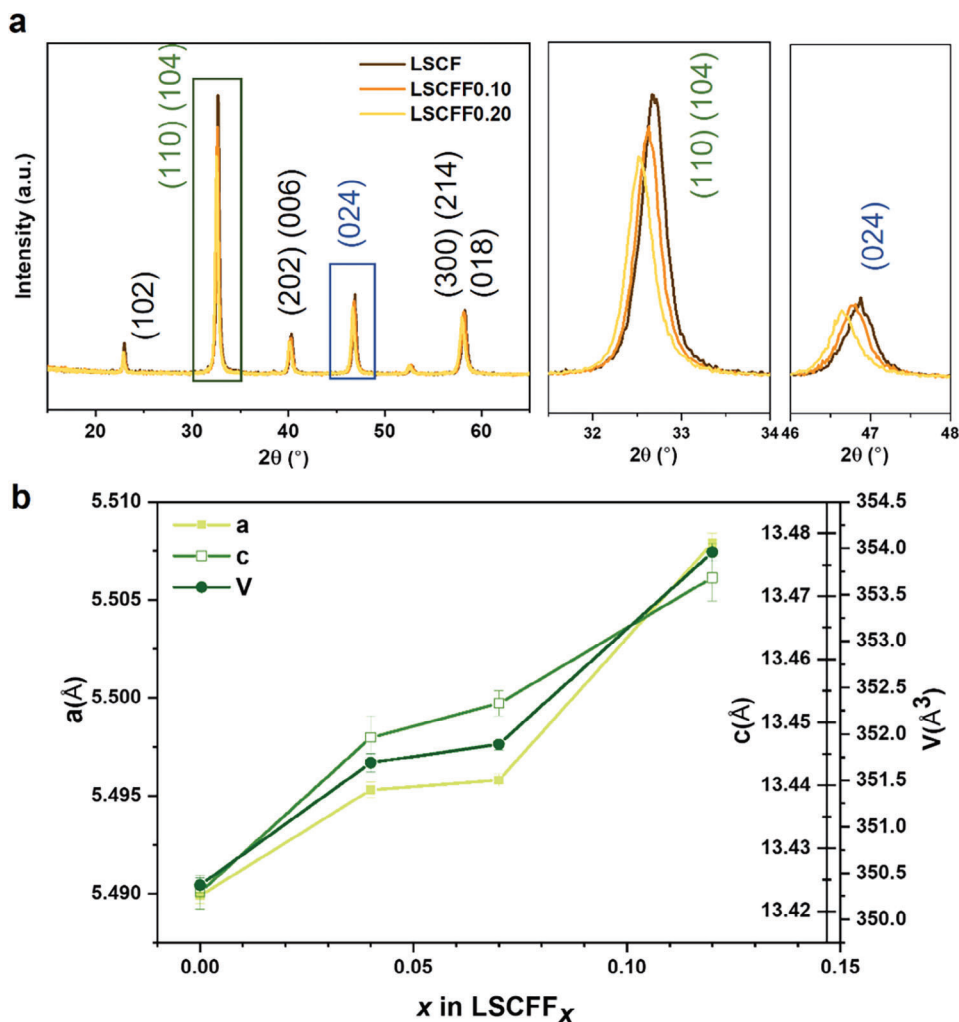 a
Intensity (a.u.)
(102)
(110) (104)
(202) (006)
(024)
(300) (214)
(018)
LSCF
LSCFF0.10
LSCFF0.20
20 30 40 50 60
2θ (°)
(110) (104)
32 33 34
2θ (°)
(024)
46 47 48
2θ (°)
b
a
c
V
a(Å)
5.510
5.505
5.500
5.495
5.490
c(Å)
13.48
13.47
13.46
13.45
13.44
13.43
13.42
V(Å³)
354.5
354.0
353.5
353.0
352.5
352.0
351.5
351.0
350.5
350.0
0.00 0.05 0.10 0.15
x in LSCFFx